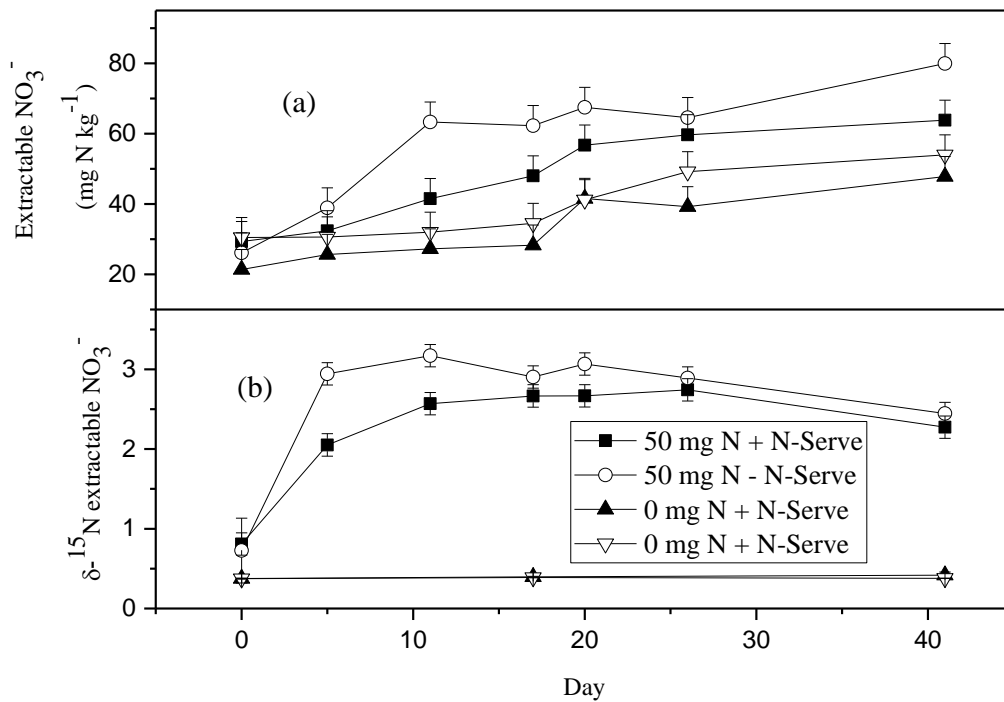 Extractable NO₃⁻
(mg N kg⁻¹)
80
60
40
20
(a)
δ-¹⁵N extractable NO₃⁻
3
2
1
0
(b)
50 mg N + N-Serve
50 mg N - N-Serve
0 mg N + N-Serve
0 mg N + N-Serve
0 10 20 30 40
Day